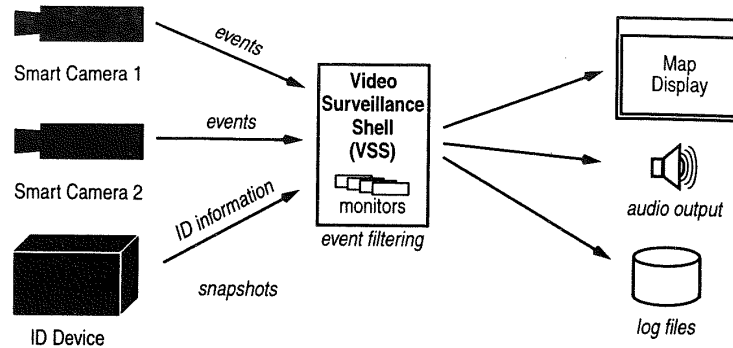 events
Smart Camera 1
events
Smart Camera 2
ID information
snapshots
ID Device
Video
Surveillance
Shell
(VSS)
monitors
event filtering
Map
Display
audio output
log files